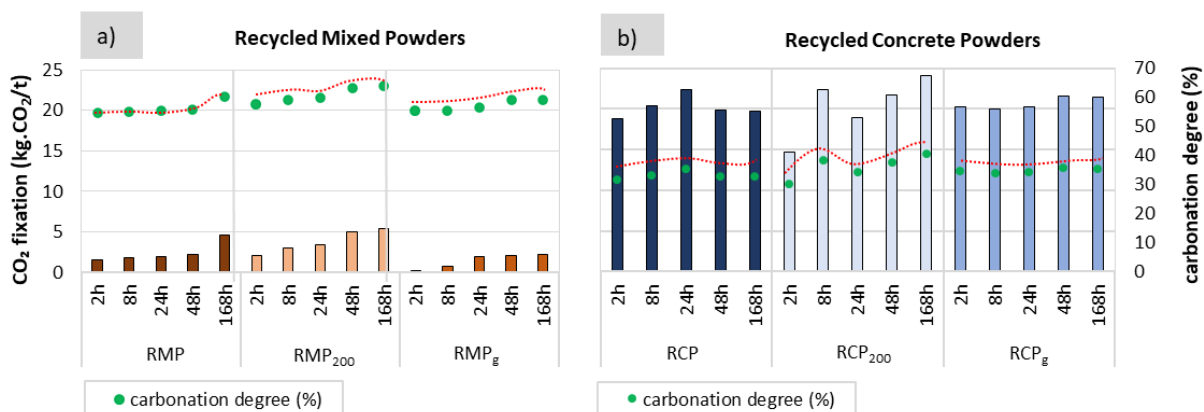 a)
Recycled Mixed Powders
CO₂ fixation (kg.CO₂/t)
25
20
15
10
5
0
2h 8h 24h 48h 168h 2h 8h 24h 48h 168h 2h 8h 24h 48h 168h
RMP RMP₂₀₀ RMPg
carbonation degree (%)
b)
Recycled Concrete Powders
70
60
50
40
30
20
10
0
carbonation degree (%)
2h 8h 24h 48h 168h 2h 8h 24h 48h 168h 2h 8h 24h 48h 168h
RCP RCP₂₀₀ RCPg
carbonation degree (%)